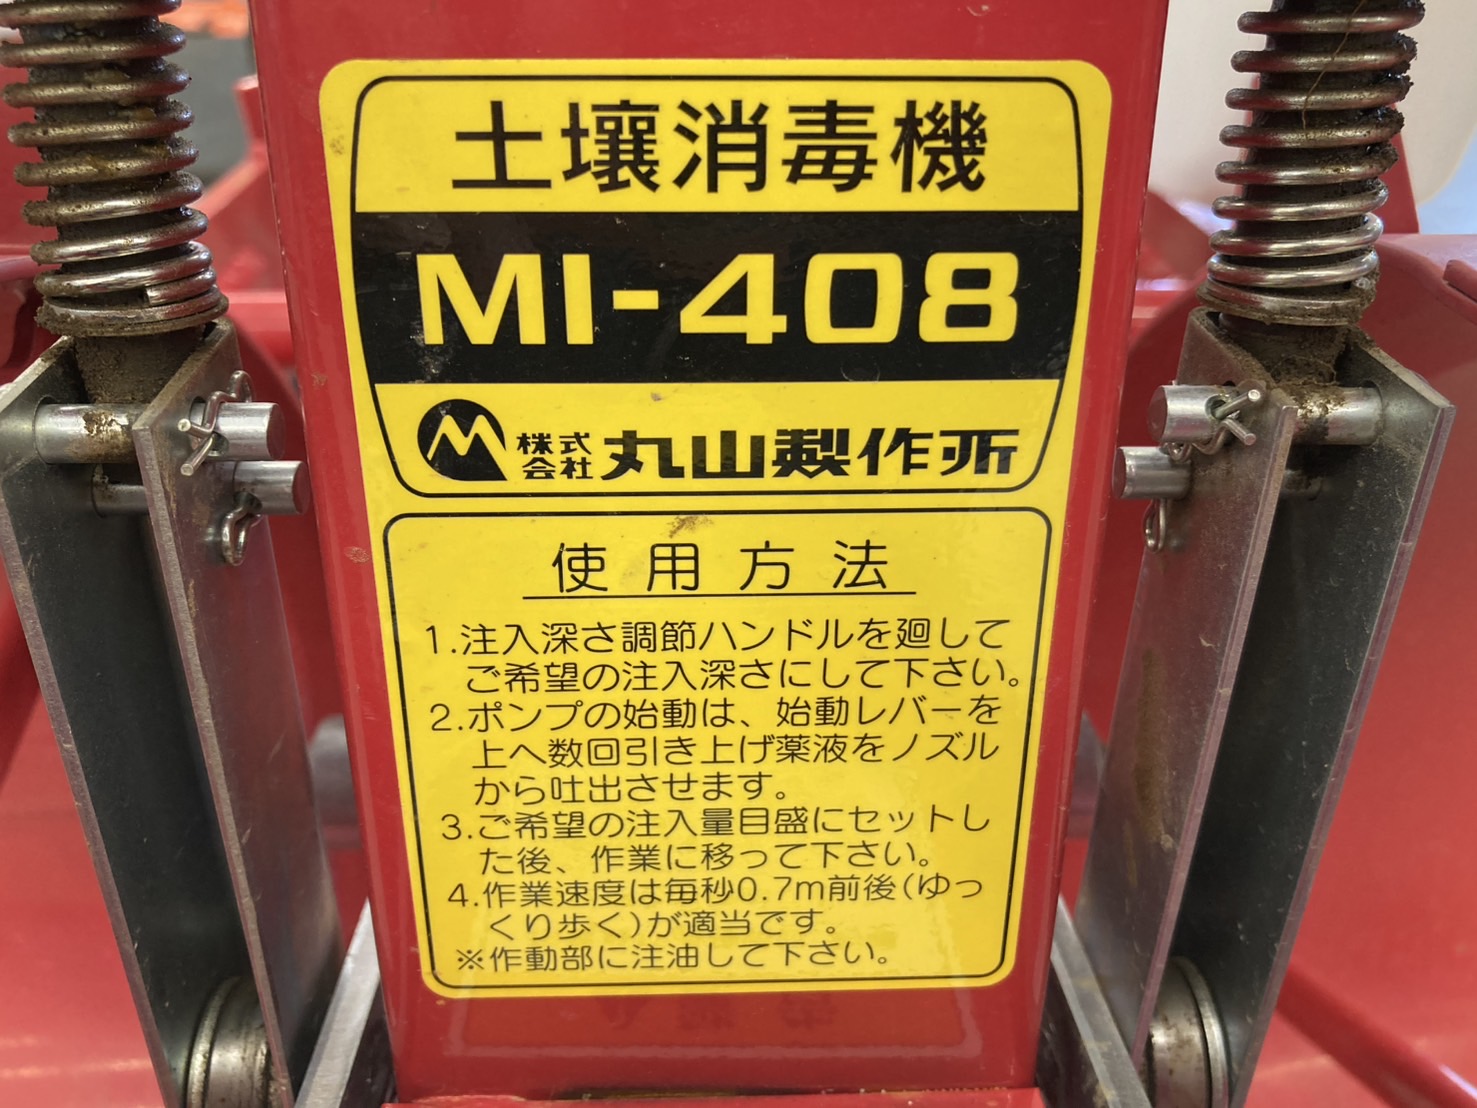 土壌消毒機
MI-408
株式会社 丸山製作所
使用方法
1.注入深さ調節ハンドルを廻して
ご希望の注入深さにして下さい。
2.ポンプの始動は、始動レバーを
上へ数回引き上げ薬液をノズル
から吐出させます。
3.ご希望の注入量目盛にセットし
た後、作業に移って下さい。
4.作業速度は毎秒0.7m前後(ゆっ
くり歩く)が適当です。
※作動部に注油して下さい。